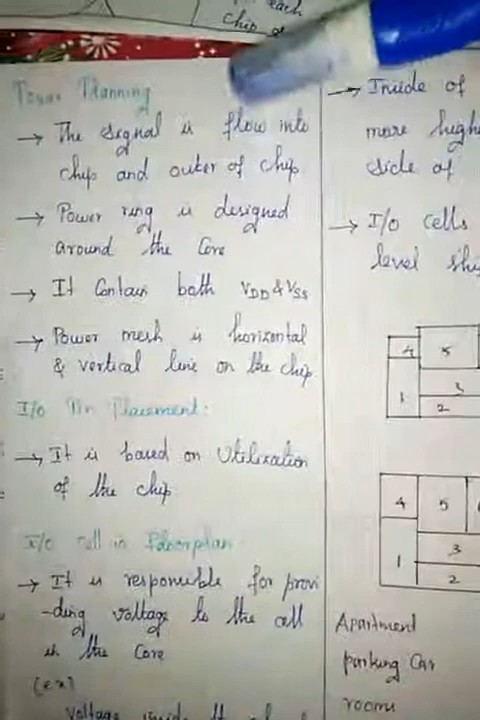 each
chip
Power Planning
→ The signal is flow into
chip and outer of chip
→ Power ring is designed
around the core
→ It contain both VDD & VSS
→ Power mesh is horizontal
& vertical line on the chip.
I/o Pin Placement:
→ It is based on Utilization
of the chip
I/o cell in Floorplan
→ It is responsible for provi
-ding voltage to the cell
in the core
(ex)
voltage inside
→ Inside of
more high
side of
→ I/o cells
level
4 5
1 3
2
4 5
1 3
2
Apartment
parking Car
rooms